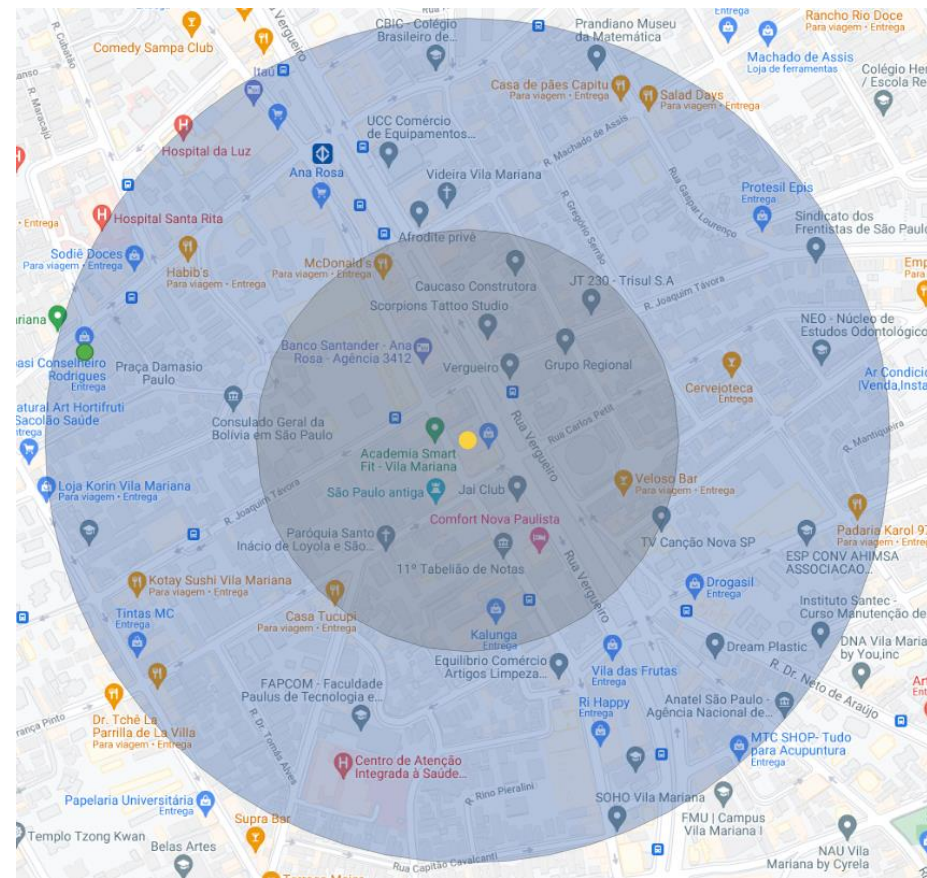 CBIC - Colégio
Brasileiro de...
Prandiano Museu
da Matemática
Rancho Rio Doce
Entrega
Comedy Sampa Club
R. Cubatão
Rua Vergueiro
Machado de Assis
Loja de ferramentas
Itaú
Casa de pães Capitu
Para viagem • Entrega
Salad Days
Para viagem • Entrega
Colégio
/ Escola
R. Maracajú
UCC Comércio
de Equipamentos...
Hospital da Luz
R. Machado de Assis
Ana Rosa
Videira Vila Mariana
Rua Gaspar Lourenço
Protesil Epis
Entrega
Hospital Santa Rita
Entrega
Sindicato dos
Frentistas de São Paulo
Afrodite privê
R. Gregório Serrão
Sodiê Doces
Para viagem • Entrega
Habib's
Para viagem • Entrega
McDonald's
Para viagem • Entrega
Caucaso Construtora
JT 230 - Trisul S.A
R. Joaquim Távora
Scorpions Tattoo Studio
NEO - Núcleo de
Estudos Odontológico
Banco Santander - Ana
Rosa - Agência 3412
Vergueiro
Grupo Regional
Conselheiro
Rodrigues
Entrega
Praça Damasio
Paulo
Cervejoteca
Entrega
Ar Condicio
(Venda,Insta
Hortifruti
Sacolão Saúde
Consulado Geral da
Bolívia em São Paulo
Rua Vergueiro
Rua Carlos Petit
R. Mantiqueira
Academia Smart
Fit - Vila Mariana
Loja Korin Vila Mariana
Para viagem • Entrega
São Paulo antiga
Jai Club
Veloso Bar
Para viagem • Entrega
R. Joaquim Távora
Comfort Nova Paulista
Paróquia Santo
Inácio de Loyola e São...
TV Canção Nova SP
Padaria Karol 97
Para viagem • Entre
11º Tabelião de Notas
Rua Vergueiro
ESP CONV AHIMSA
ASSOCIACAO...
Kotay Sushi Vila Mariana
Para viagem • Entrega
Drogasil
Entrega
Tintas MC
Entrega
Casa Tucupi
Para viagem • Entrega
Kalunga
Entrega
Instituto Santec -
Curso Manutenção de
Dream Plastic
DNA Vila Maria
by You,inc
Equilibrio Comércio
Artigos Limpeza...
Vila das Frutas
Entrega
R. Dr. Neto de Araújo
FAPCOM - Faculdade
Paulus de Tecnologia e...
Ri Happy
Entrega
Anatel São Paulo -
Agência Nacional de...
Dr. Tchê La
Parrilla de La Villa
Para viagem • Entrega
R. Dr. Tomás Alves
MTC SHOP- Tudo
para Acupuntura
Entrega
Centro de Atenção
Integrada à Saúde...
Papelaria Universitária
Entrega
R. Rino Pieralini
SOHO Vila Mariana
FMU | Campus
Vila Mariana I
Supra Bar
Templo Tzong Kwan
Belas Artes
Rua Capitão Cavalcanti
NAU Vila
Mariana by Cyrela